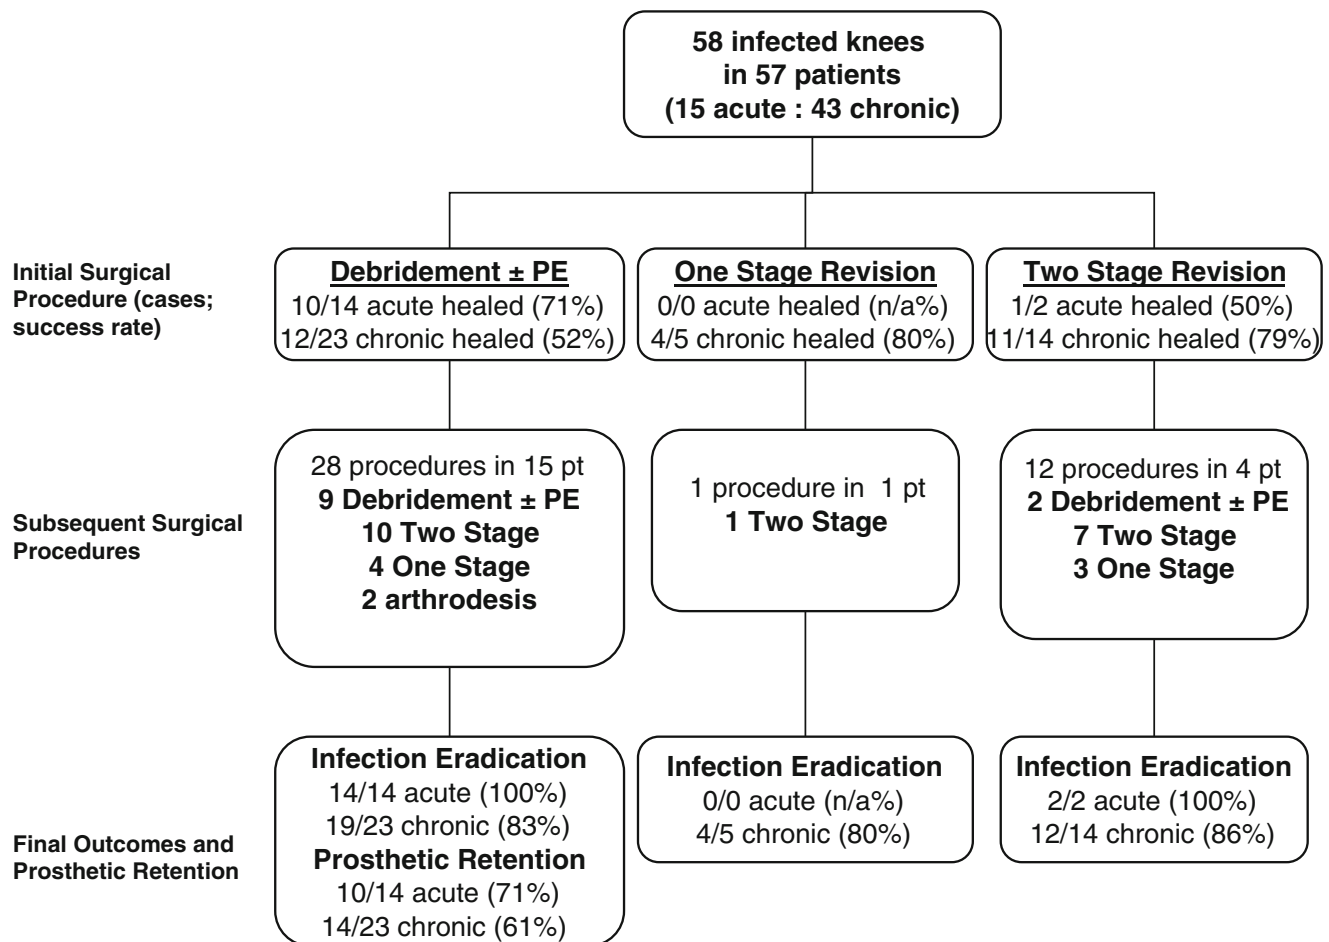 58 infected knees
in 57 patients
(15 acute : 43 chronic)
Initial Surgical
Procedure (cases;
success rate)
Debridement ± PE
10/14 acute healed (71%)
12/23 chronic healed (52%)
One Stage Revision
0/0 acute healed (n/a%)
4/5 chronic healed (80%)
Two Stage Revision
1/2 acute healed (50%)
11/14 chronic healed (79%)
Subsequent Surgical
Procedures
28 procedures in 15 pt
9 Debridement ± PE
10 Two Stage
4 One Stage
2 arthrodesis
1 procedure in 1 pt
1 Two Stage
12 procedures in 4 pt
2 Debridement ± PE
7 Two Stage
3 One Stage
Final Outcomes and
Prosthetic Retention
Infection Eradication
14/14 acute (100%)
19/23 chronic (83%)
Prosthetic Retention
10/14 acute (71%)
14/23 chronic (61%)
Infection Eradication
0/0 acute (n/a%)
4/5 chronic (80%)
Infection Eradication
2/2 acute (100%)
12/14 chronic (86%)